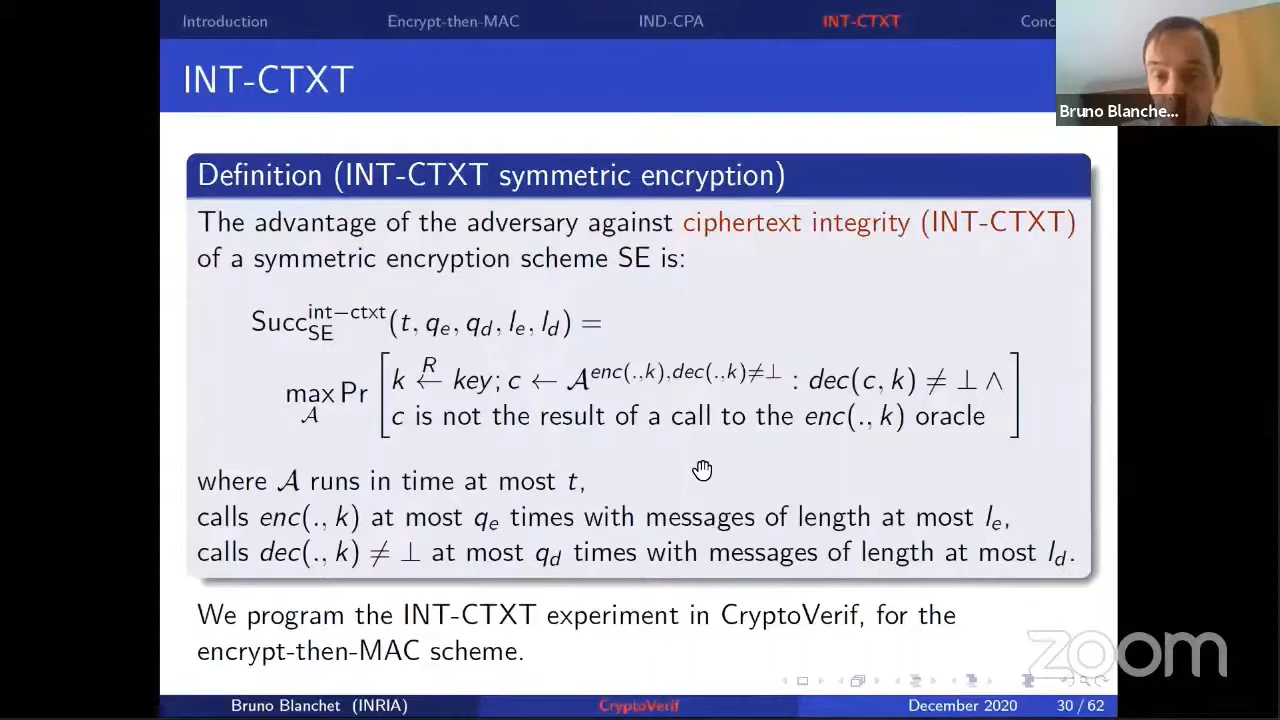 Introduction Encrypt-then-MAC IND-CPA INT-CTXT Conc
INT-CTXT
Bruno Blanche...
Definition (INT-CTXT symmetric encryption)
The advantage of the adversary against ciphertext integrity (INT-CTXT)
of a symmetric encryption scheme SE is:
Succ_SE^int−ctxt(t, q_e, q_d, l_e, l_d) =
max_𝒜 Pr [ k ←^R key; c ← 𝒜^enc(.,k),dec(.,k)≠⊥ : dec(c, k) ≠ ⊥ ∧
c is not the result of a call to the enc(., k) oracle ]
where 𝒜 runs in time at most t,
calls enc(., k) at most q_e times with messages of length at most l_e,
calls dec(., k) ≠ ⊥ at most q_d times with messages of length at most l_d.
We program the INT-CTXT experiment in CryptoVerif, for the
encrypt-then-MAC scheme.
zoom
Bruno Blanchet (INRIA) CryptoVerif December 2020 30 / 62